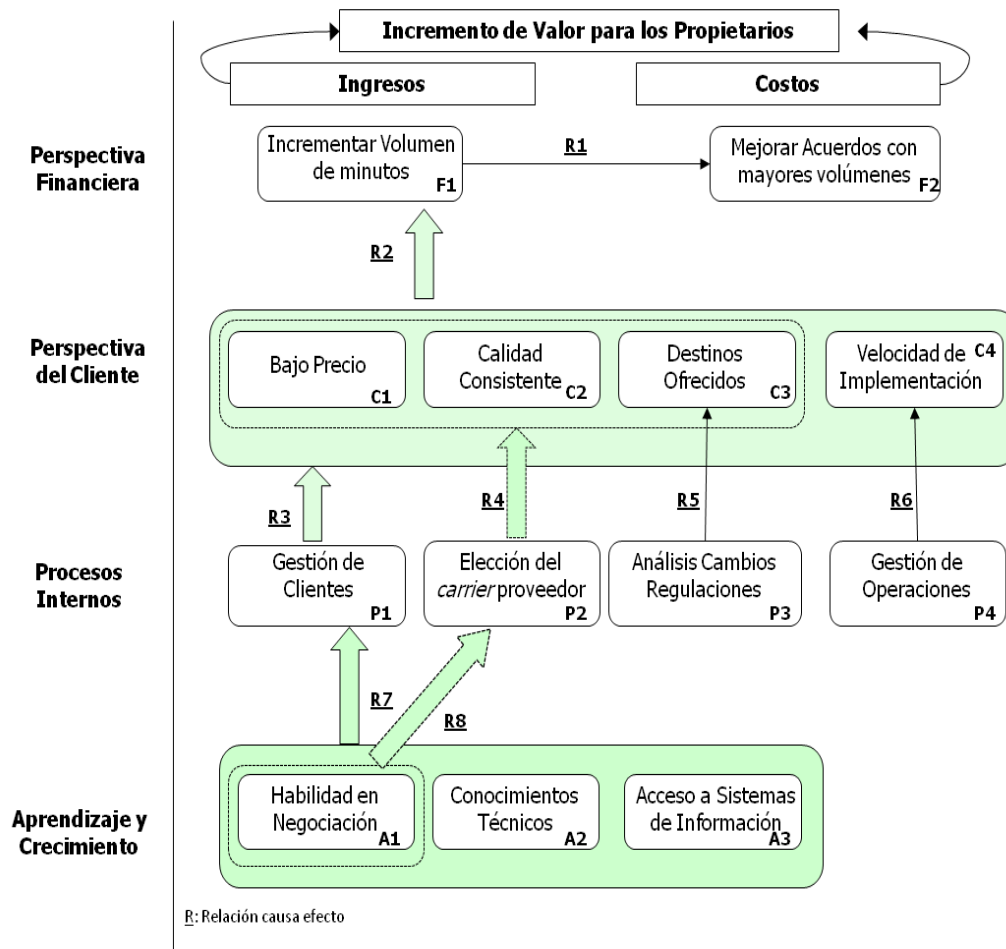 Incremento de Valor para los Propietarios
Ingresos
Costos
Perspectiva
Financiera
Incrementar Volumen
de minutos
F1
R1
Mejorar Acuerdos con
mayores volúmenes
F2
R2
Perspectiva
del Cliente
Bajo Precio
C1
Calidad
Consistente
C2
Destinos
Ofrecidos
C3
Velocidad de
Implementación
C4
R3
R4
R5
R6
Procesos
Internos
Gestión de
Clientes
P1
Elección del
carrier proveedor
P2
Análisis Cambios
Regulaciones
P3
Gestión de
Operaciones
P4
R7
R8
Aprendizaje y
Crecimiento
Habilidad en
Negociación
A1
Conocimientos
Técnicos
A2
Acceso a Sistemas
de Información
A3
R: Relación causa efecto